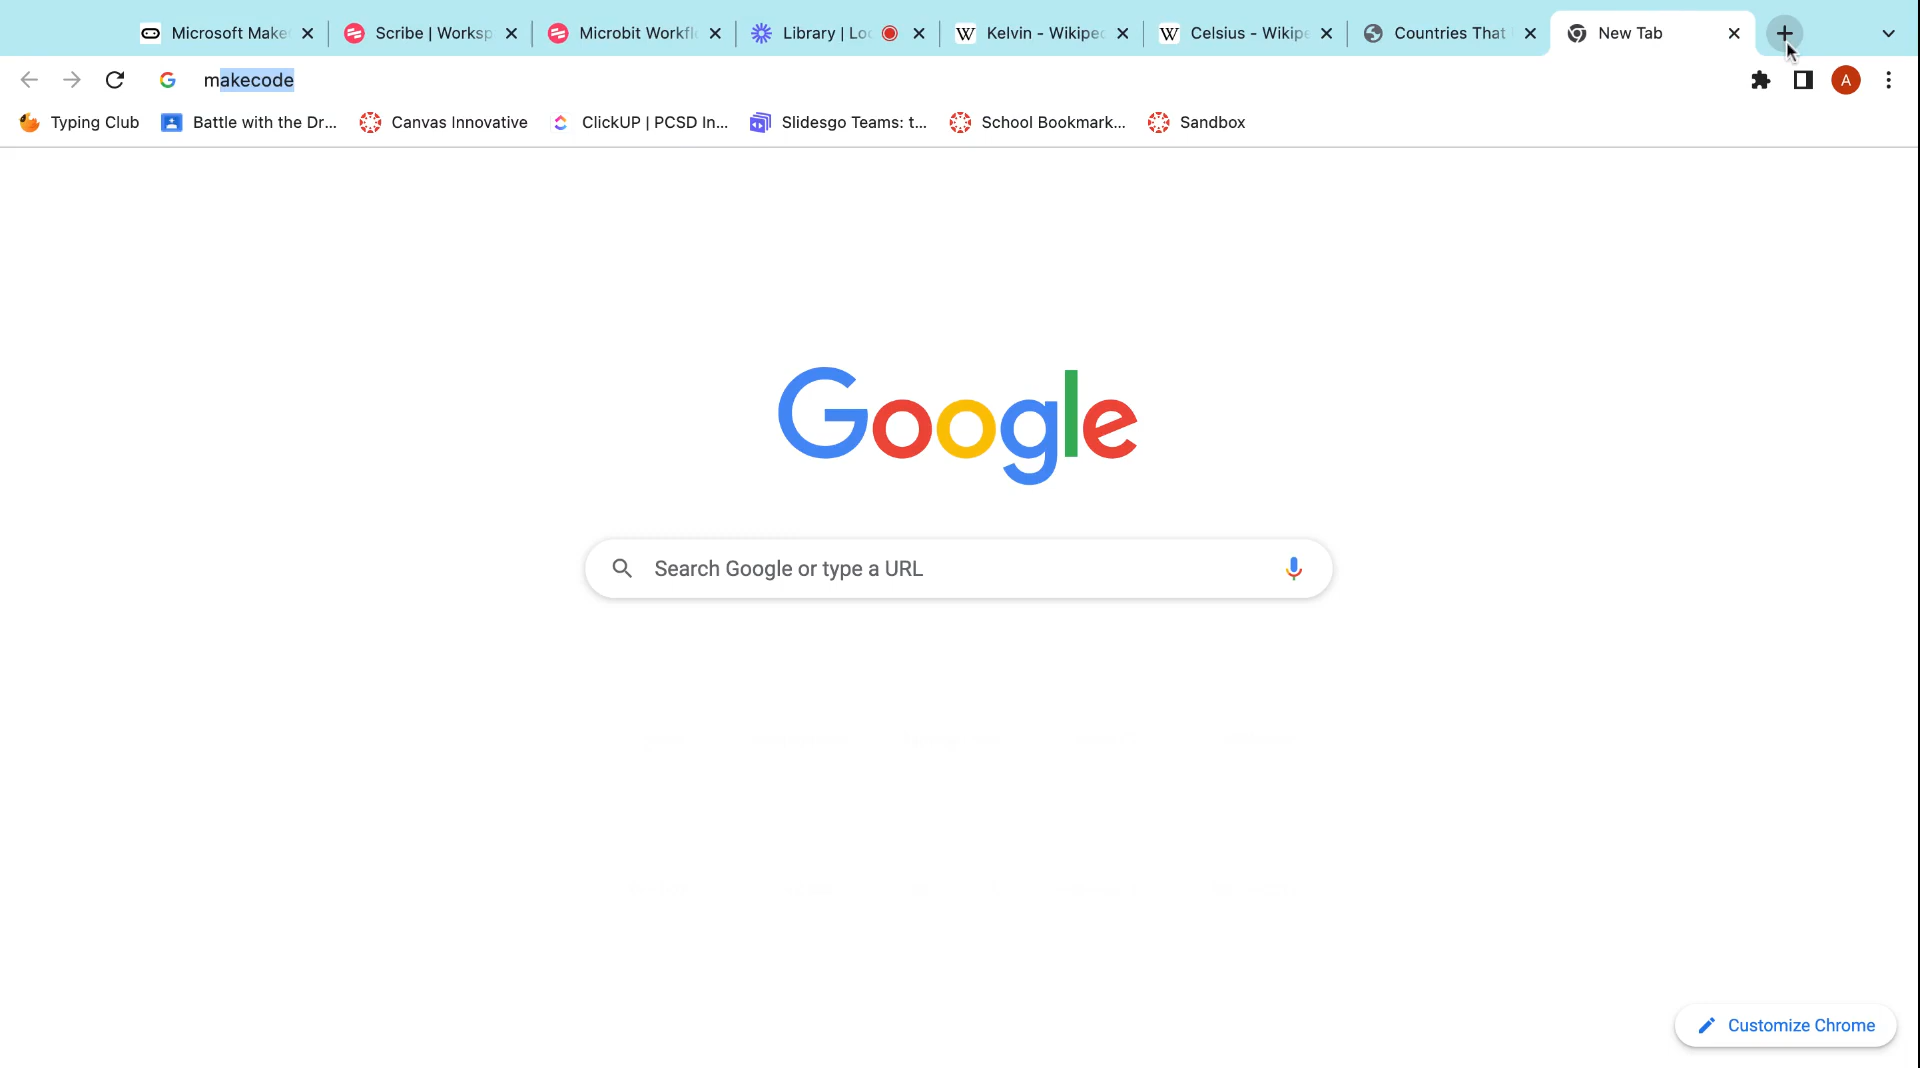 Microsoft Make
Scribe | Worksp
Microbit Workfl
Library | Loo
Kelvin - Wikiped
Celsius - Wikipe
Countries That
New Tab
makecode
A
Typing Club
Battle with the Dr...
Canvas Innovative
ClickUP | PCSD In...
Slidesgo Teams: t...
School Bookmark...
Sandbox
Google
Search Google or type a URL
Customize Chrome